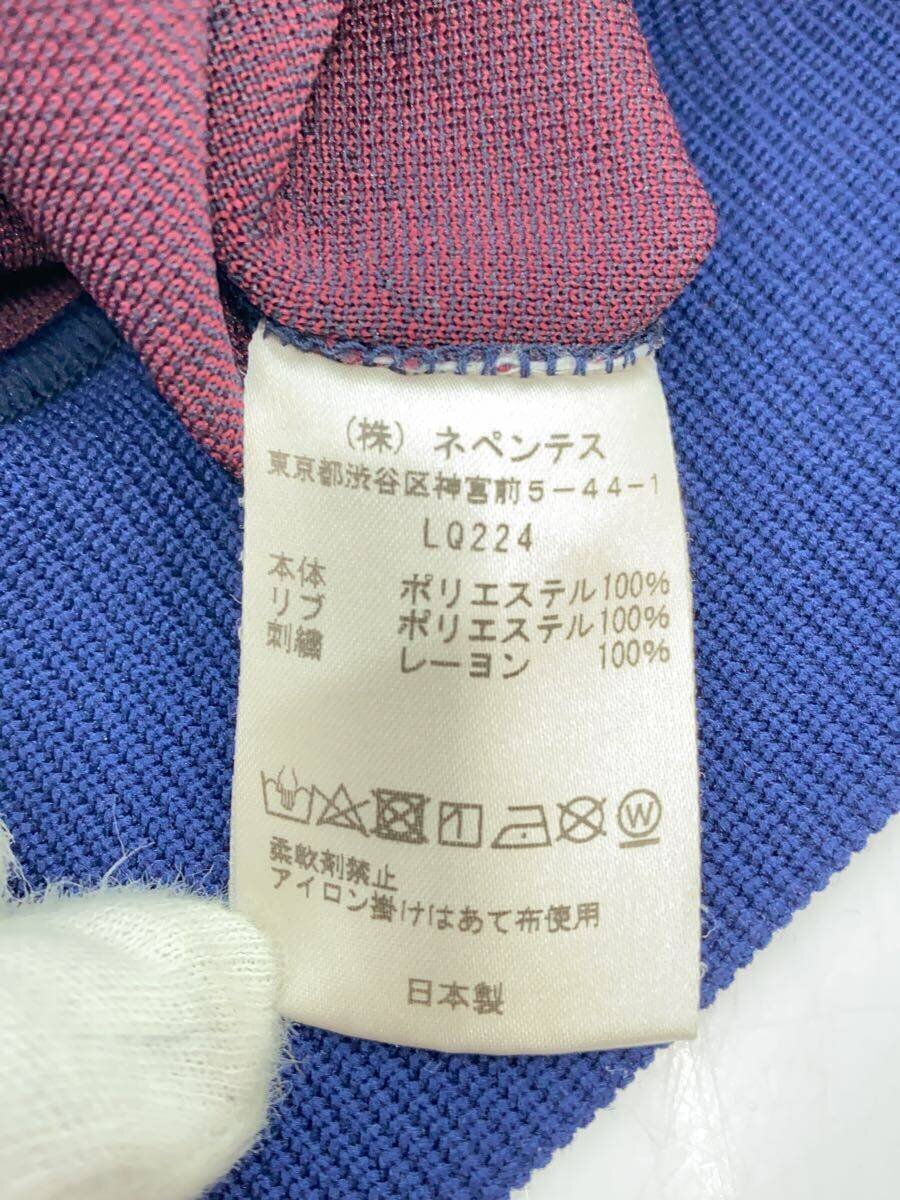 (株) ネペンテス
東京都渋谷区神宮前5-44-1
LQ224
本体 ポリエステル100%
リブ ポリエステル100%
刺繍 レーヨン 100%
W
柔軟剤禁止
アイロン掛けはあて布使用
日本製